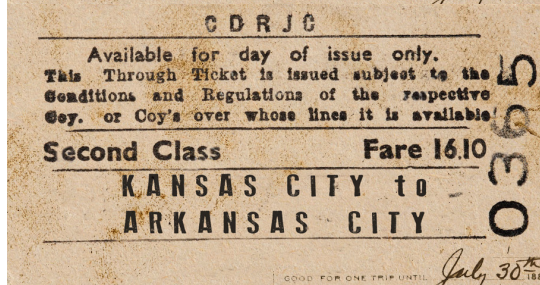 CDRJC
Available for day of issue only.
This Through Ticket is issued subject to the
Conditions and Regulations of the respective
Coy. or Coy's over whose lines it is available
Second Class Fare 16.10
KANSAS CITY to
ARKANSAS CITY
0365
GOOD FOR ONE TRIP UNTIL July 30th